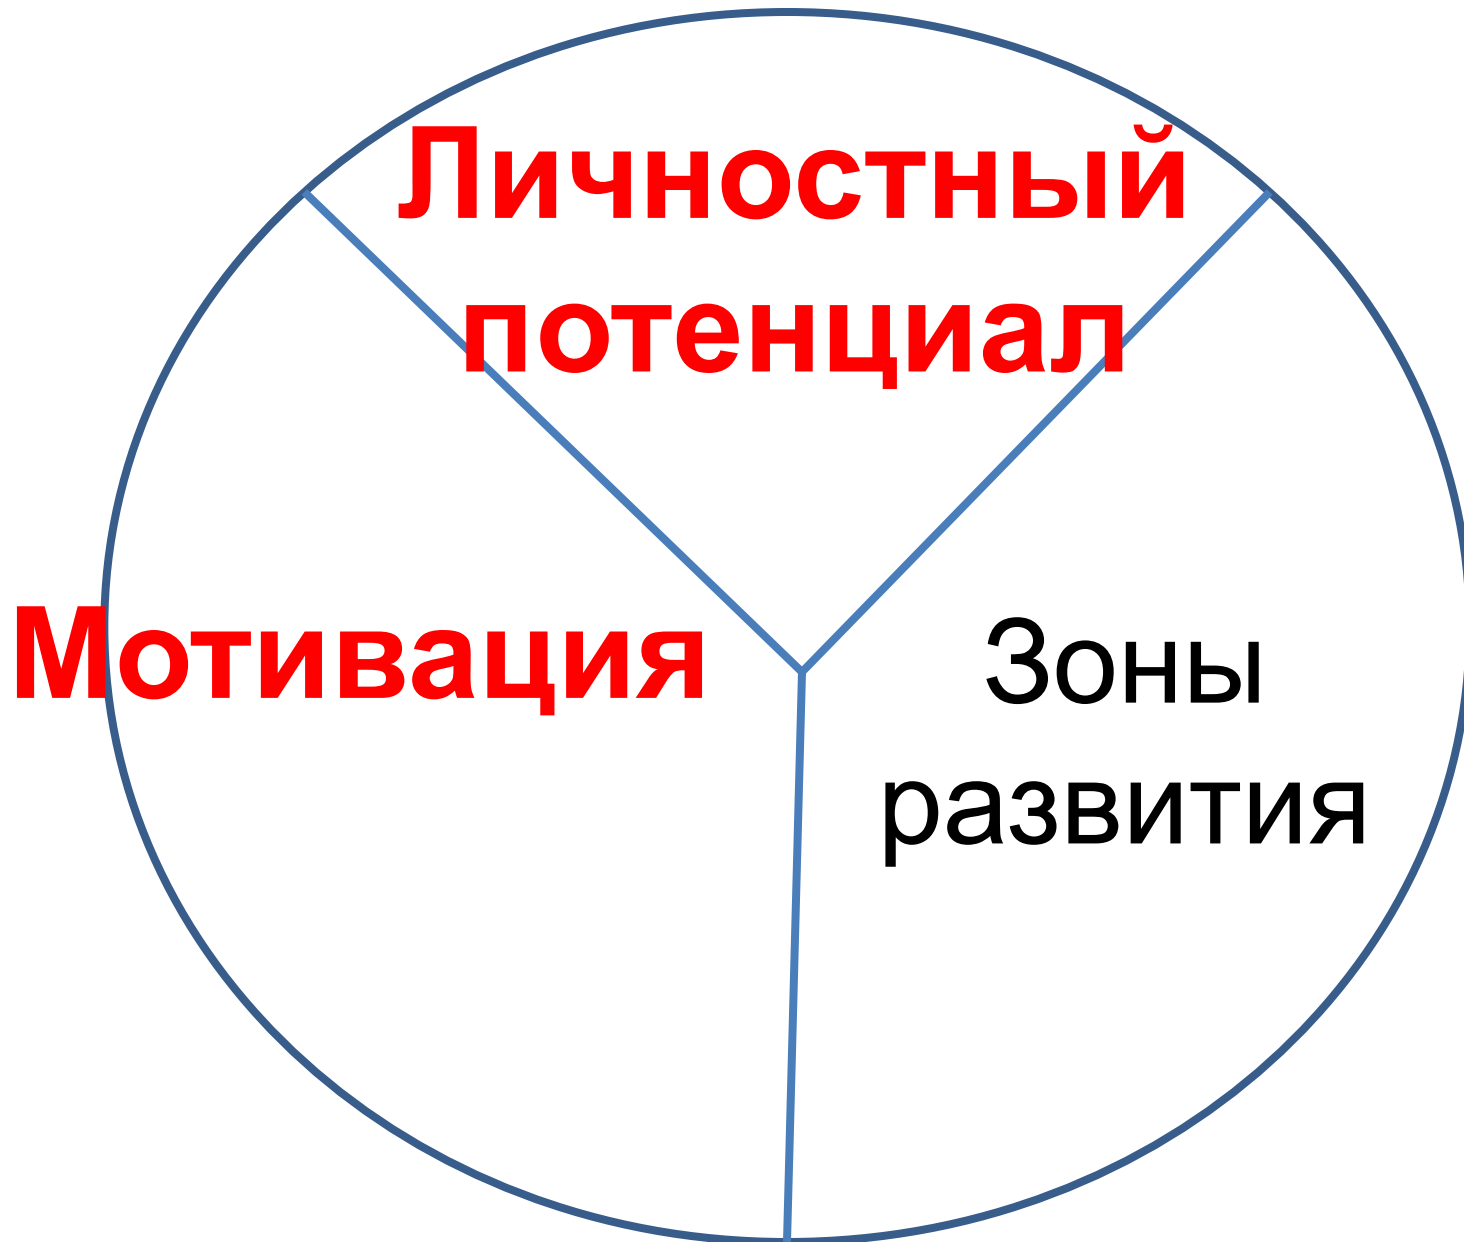 Личностный
потенциал
Мотивация
Зоны
развития